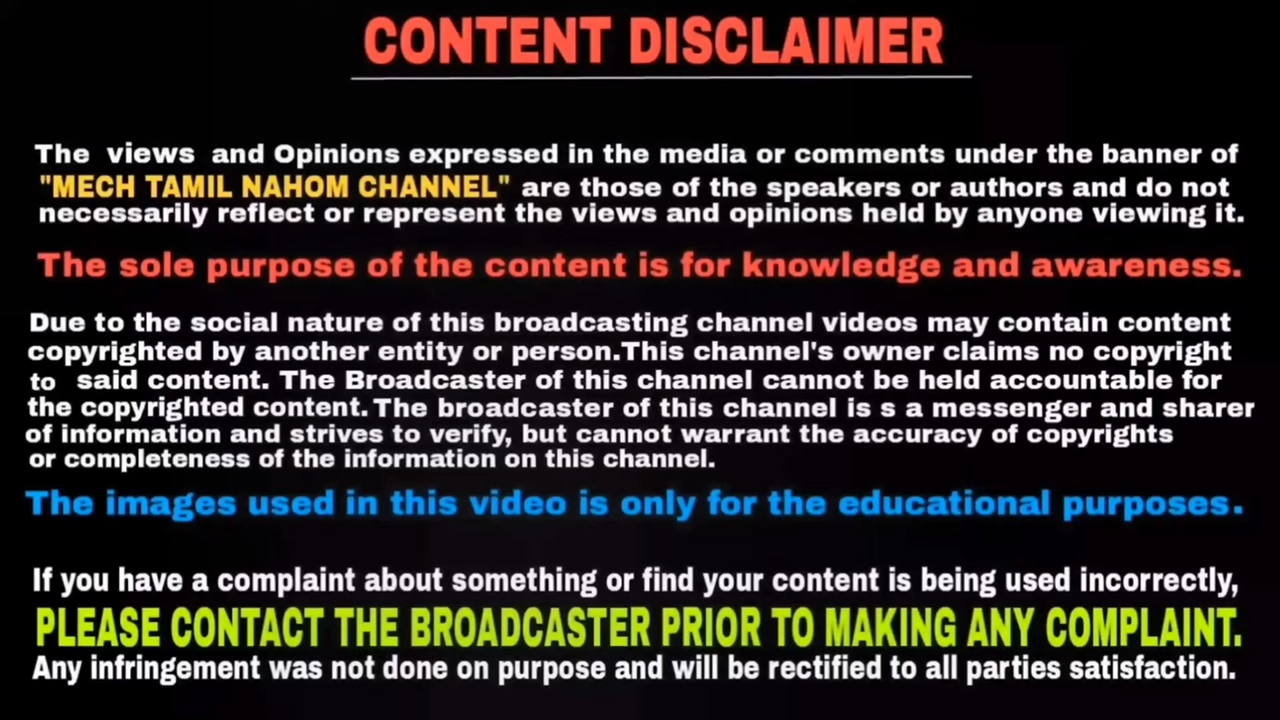 CONTENT DISCLAIMER
The views and Opinions expressed in the media or comments under the banner of
"MECH TAMIL NAHOM CHANNEL" are those of the speakers or authors and do not
necessarily reflect or represent the views and opinions held by anyone viewing it.
The sole purpose of the content is for knowledge and awareness.
Due to the social nature of this broadcasting channel videos may contain content
copyrighted by another entity or person.This channel's owner claims no copyright
to said content. The Broadcaster of this channel cannot be held accountable for
the copyrighted content. The broadcaster of this channel is s a messenger and sharer
of information and strives to verify, but cannot warrant the accuracy of copyrights
or completeness of the information on this channel.
The images used in this video is only for the educational purposes.
If you have a complaint about something or find your content is being used incorrectly,
PLEASE CONTACT THE BROADCASTER PRIOR TO MAKING ANY COMPLAINT.
Any infringement was not done on purpose and will be rectified to all parties satisfaction.